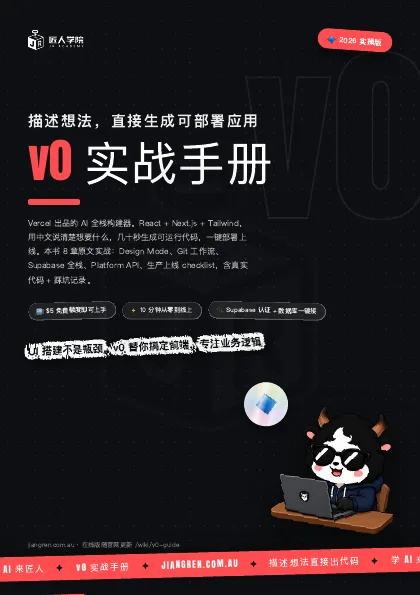 匠人学院
JR ACADEMY
2026 实操版
描述想法，直接生成可部署应用
v0 实战手册
Vercel 出品的 AI 全栈构建器。React + Next.js + Tailwind，
用中文说清楚想要什么，几十秒生成可运行代码，一键部署上
线。本书 8 章原文实战：Design Mode、Git 工作流、
Supabase 全栈、Platform API、生产上线 checklist，含真实
代码 + 踩坑记录。
$5 免费额度即可上手
10 分钟从零到线上
Supabase 认证 + 数据库一键接
UI 搭建不是瓶颈，v0 替你搞定前端，专注业务逻辑
jiangren.com.au · 在线版随官网更新 /wiki/v0-guide
AI 来匠人 ✦ v0 实战手册 ✦ JIANGREN.COM.AU ✦ 描述想法直接出代码 ✦ 学 AI